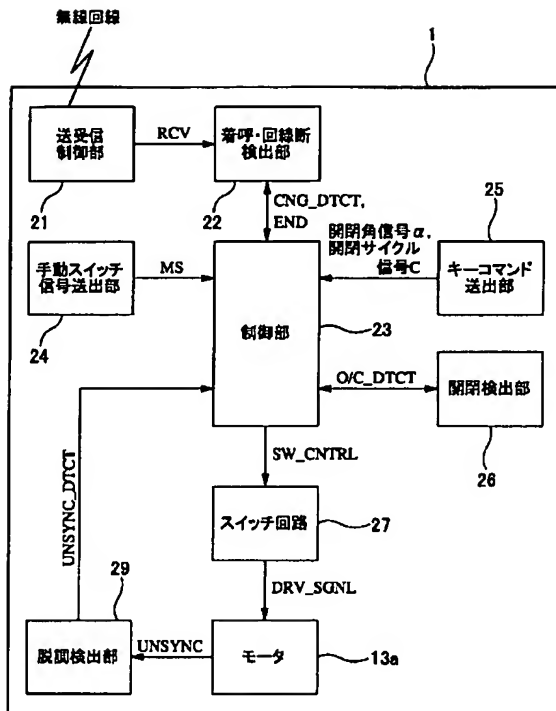 無線回線
1
送受信
制御部
21
RCV
着呼・回線断
検出部
22
CNG_DTCT,
END
手動スイッチ
信号送出部
24
MS
制御部
23
開閉角信号α,
開閉サイクル
信号C
25
キーコマンド
送出部
O/C_DTCT
開閉検出部
26
SW_CNTRL
UNSYNC_DTCT
スイッチ回路
27
DRV_SGNL
29
脱調検出部
UNSYNC
モータ
13a